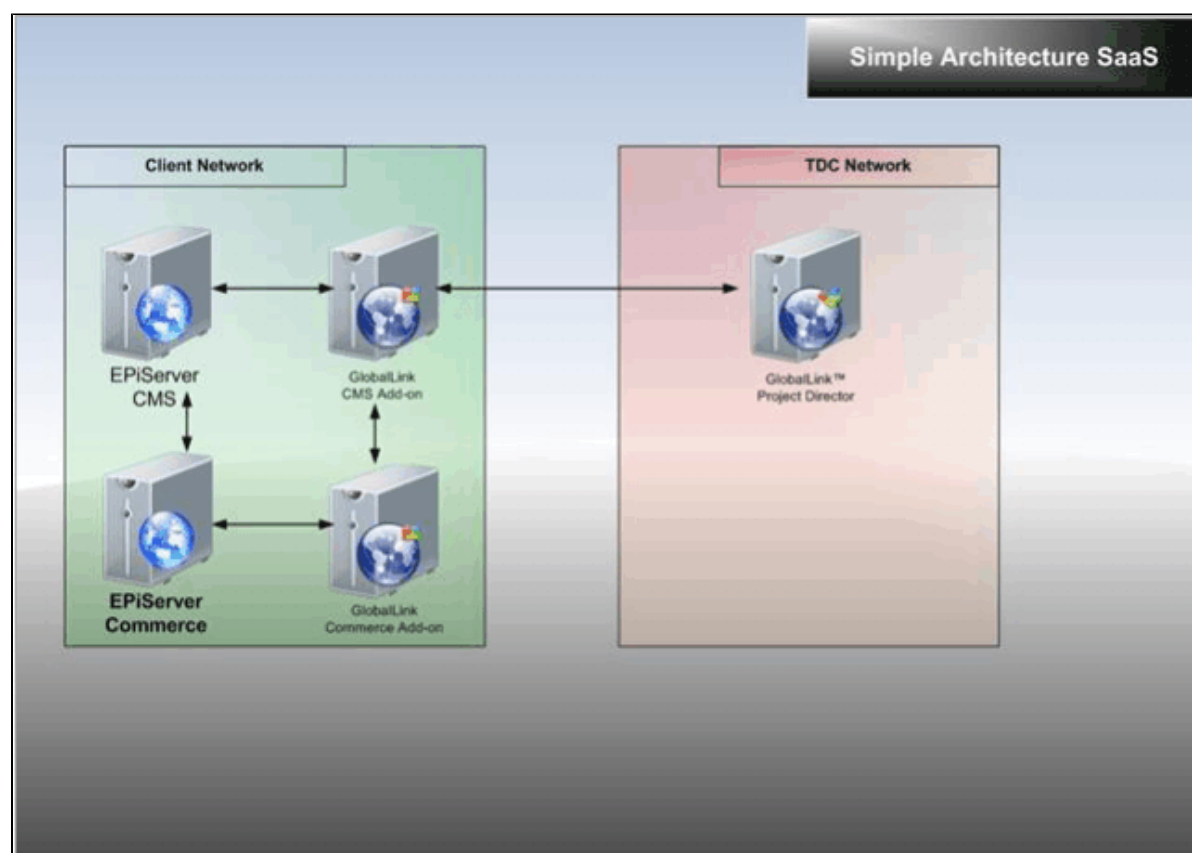 Simple Architecture SaaS
Client Network
TDC Network
EPiServer
CMS
GlobalLink
CMS Add-on
GlobalLink™
Project Director
EPiServer
Commerce
GlobalLink
Commerce Add-on